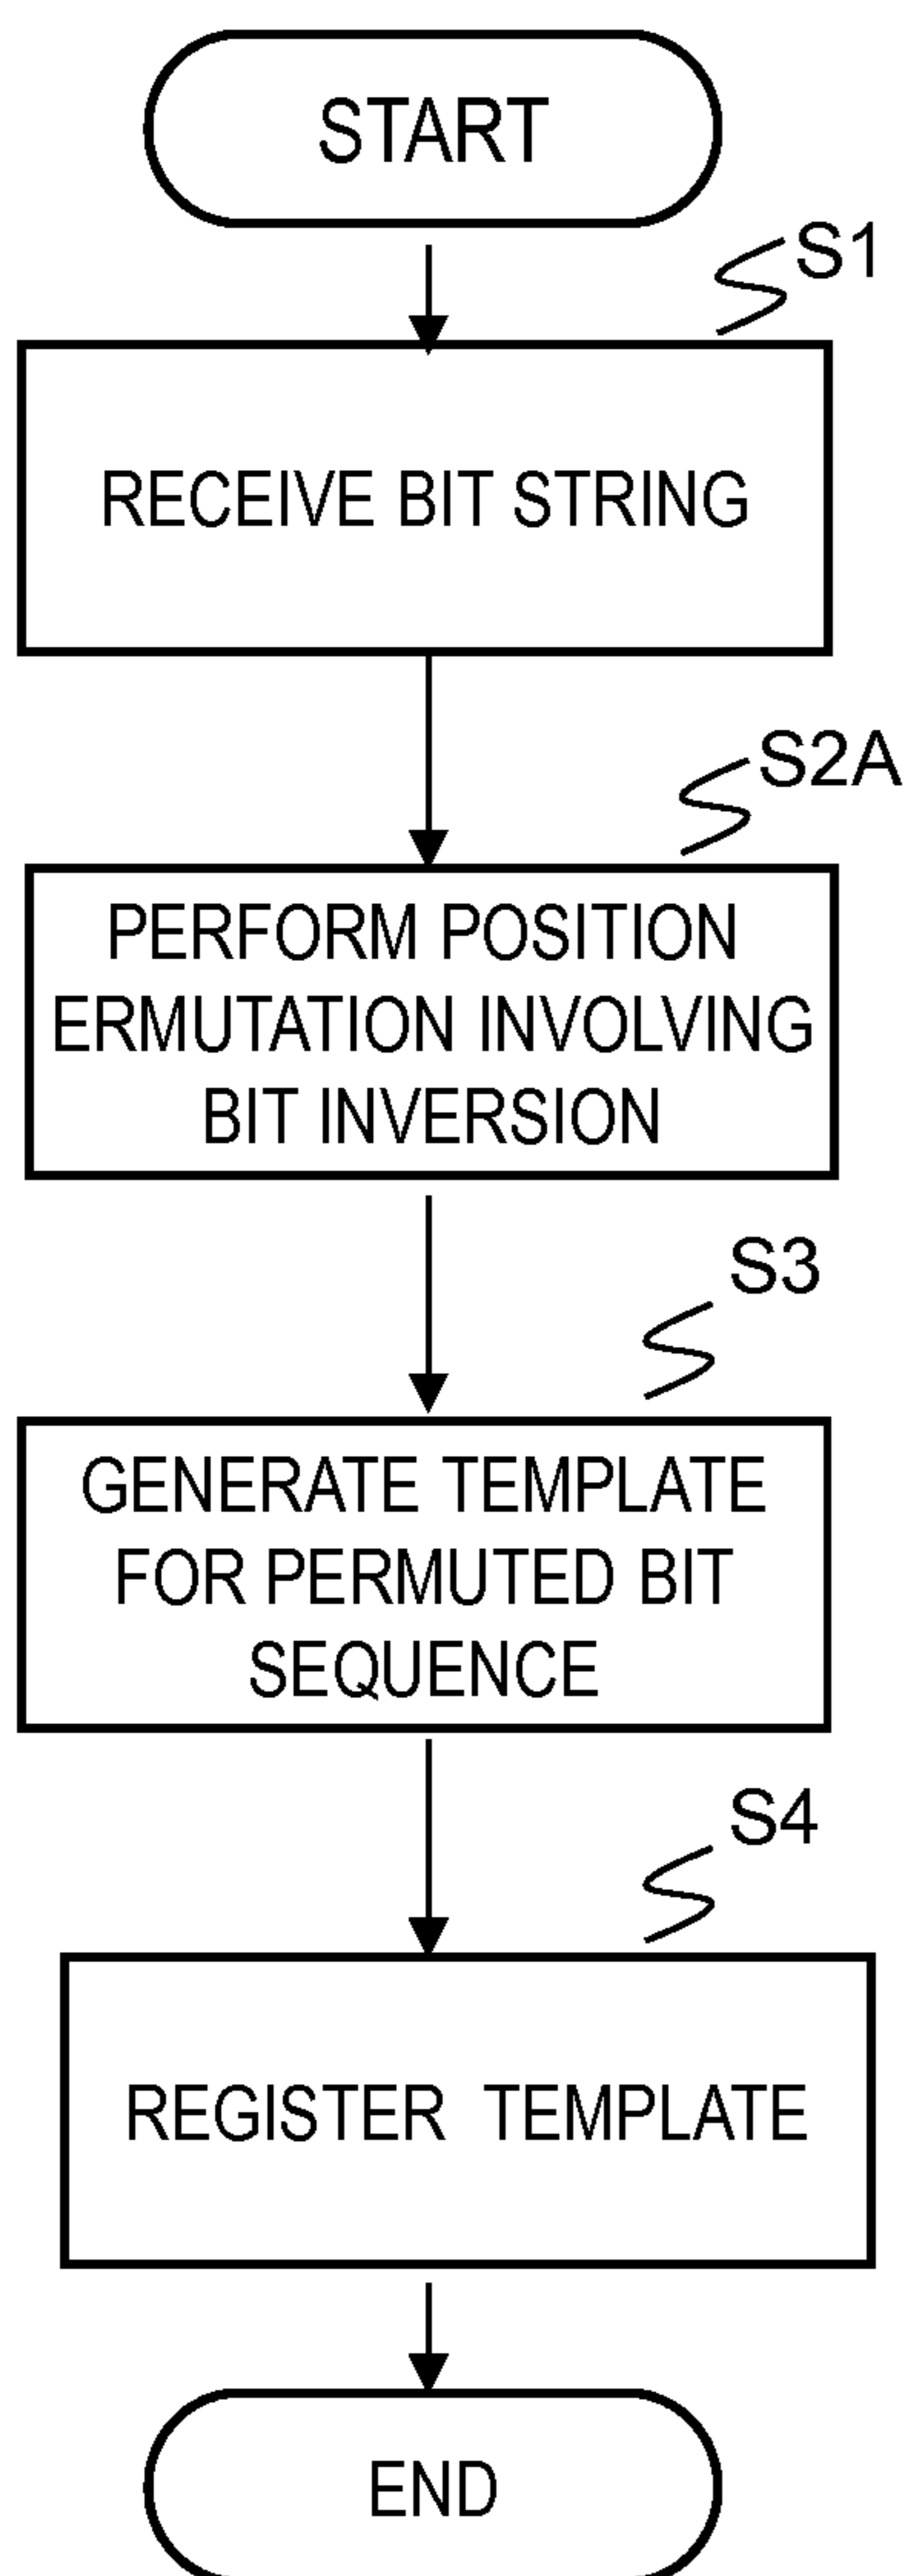 START
S1
RECEIVE BIT STRING
S2A
PERFORM POSITION
ERMUTATION INVOLVING
BIT INVERSION
S3
GENERATE TEMPLATE
FOR PERMUTED BIT
SEQUENCE
S4
REGISTER TEMPLATE
END